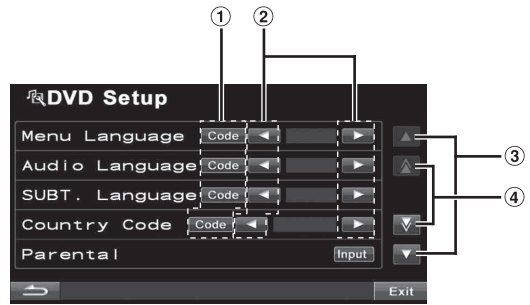 ① ②
DVD Setup
Menu Language Code
Audio Language Code
③
SUBT. Language Code
④
Country Code Code
Parental Input
Exit